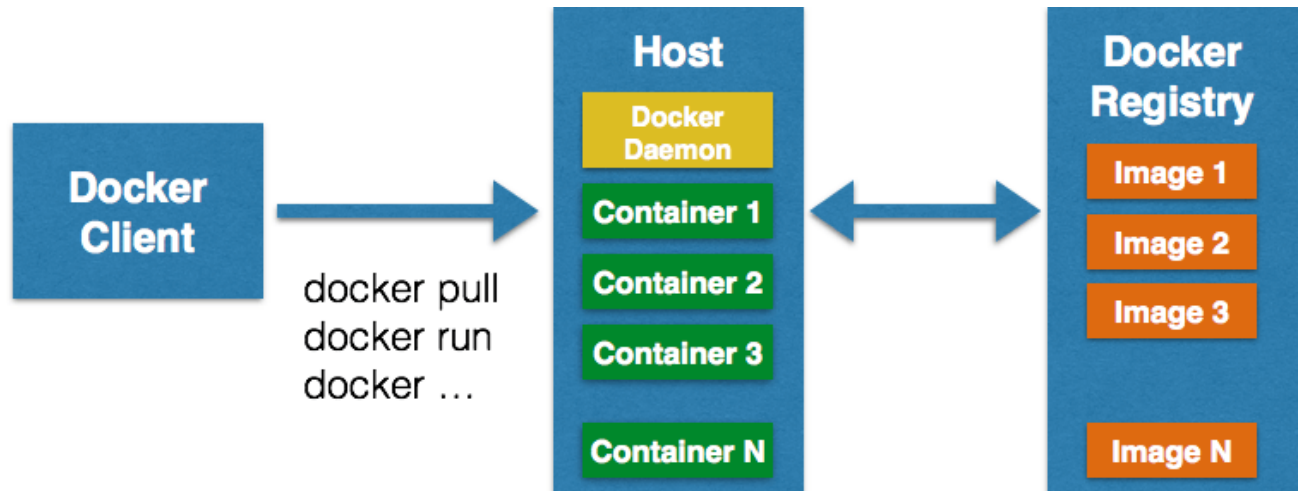 Docker
Client
docker pull
docker run
docker ...
Host
Docker
Daemon
Container 1
Container 2
Container 3
Container N
Docker
Registry
Image 1
Image 2
Image 3
Image N